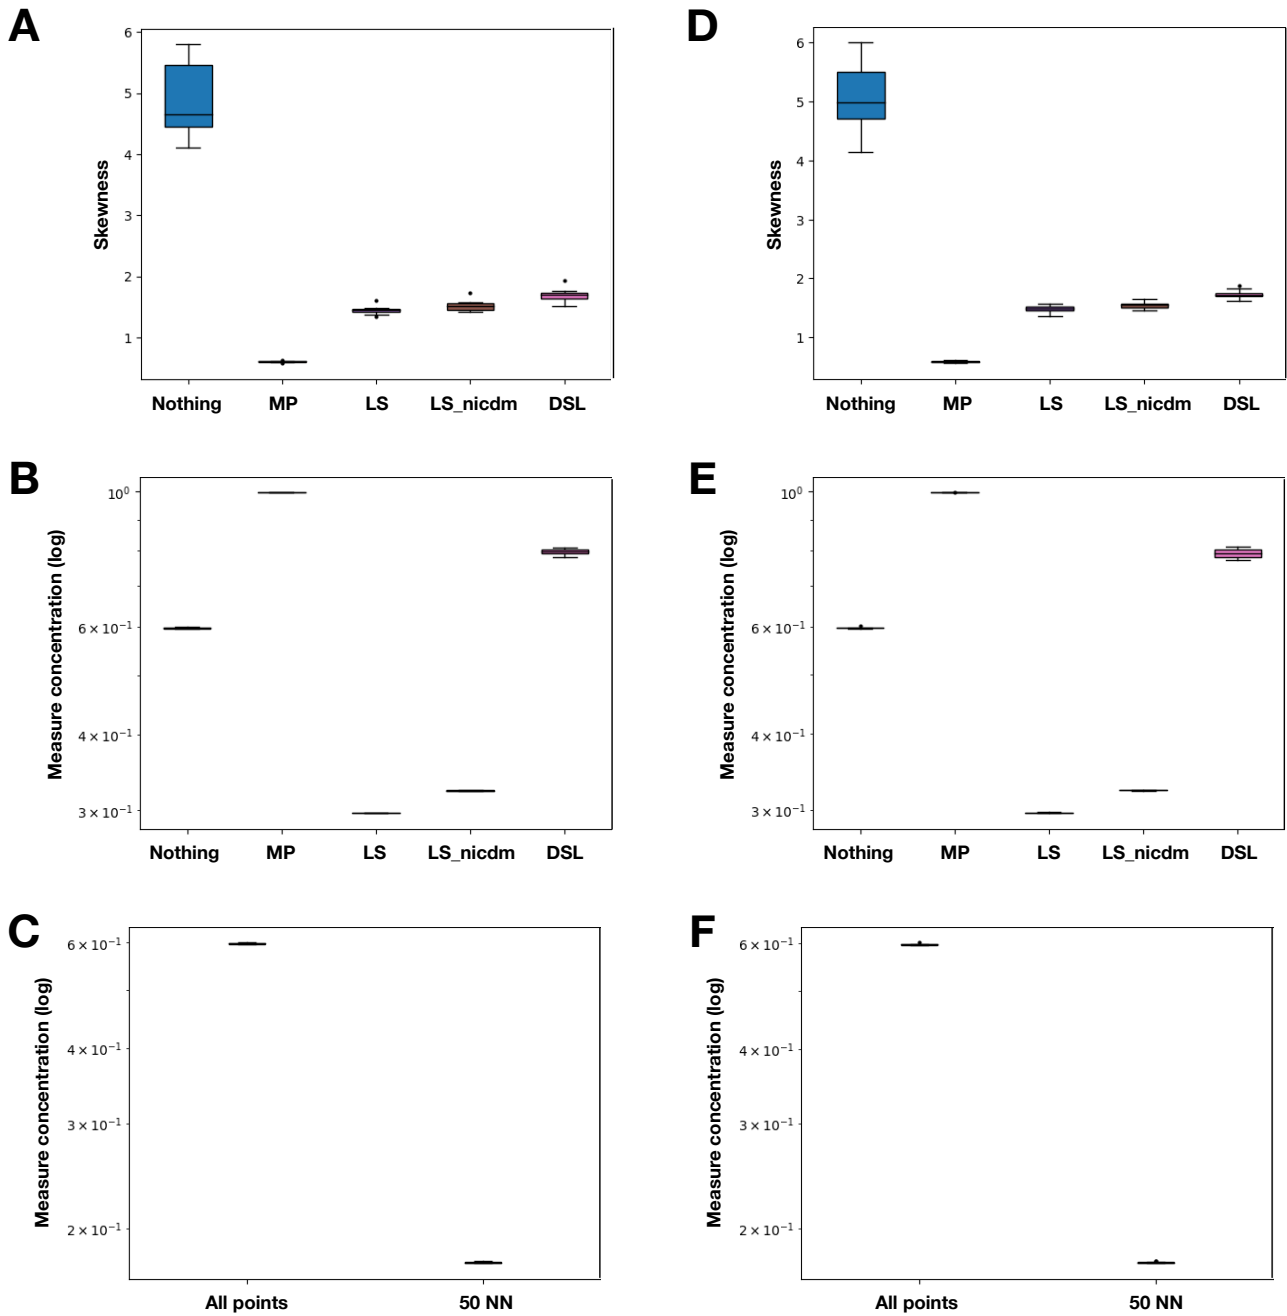 A
6
5
4
3
2
1
Skewness
Nothing MP LS LS_nicdm DSL
D
6
5
4
3
2
1
Skewness
Nothing MP LS LS_nicdm DSL
B
10⁰
6 × 10⁻¹
4 × 10⁻¹
3 × 10⁻¹
Measure concentration (log)
Nothing MP LS LS_nicdm DSL
E
10⁰
6 × 10⁻¹
4 × 10⁻¹
3 × 10⁻¹
Measure concentration (log)
Nothing MP LS LS_nicdm DSL
C
6 × 10⁻¹
4 × 10⁻¹
3 × 10⁻¹
2 × 10⁻¹
Measure concentration (log)
All points 50 NN
F
6 × 10⁻¹
4 × 10⁻¹
3 × 10⁻¹
2 × 10⁻¹
Measure concentration (log)
All points 50 NN